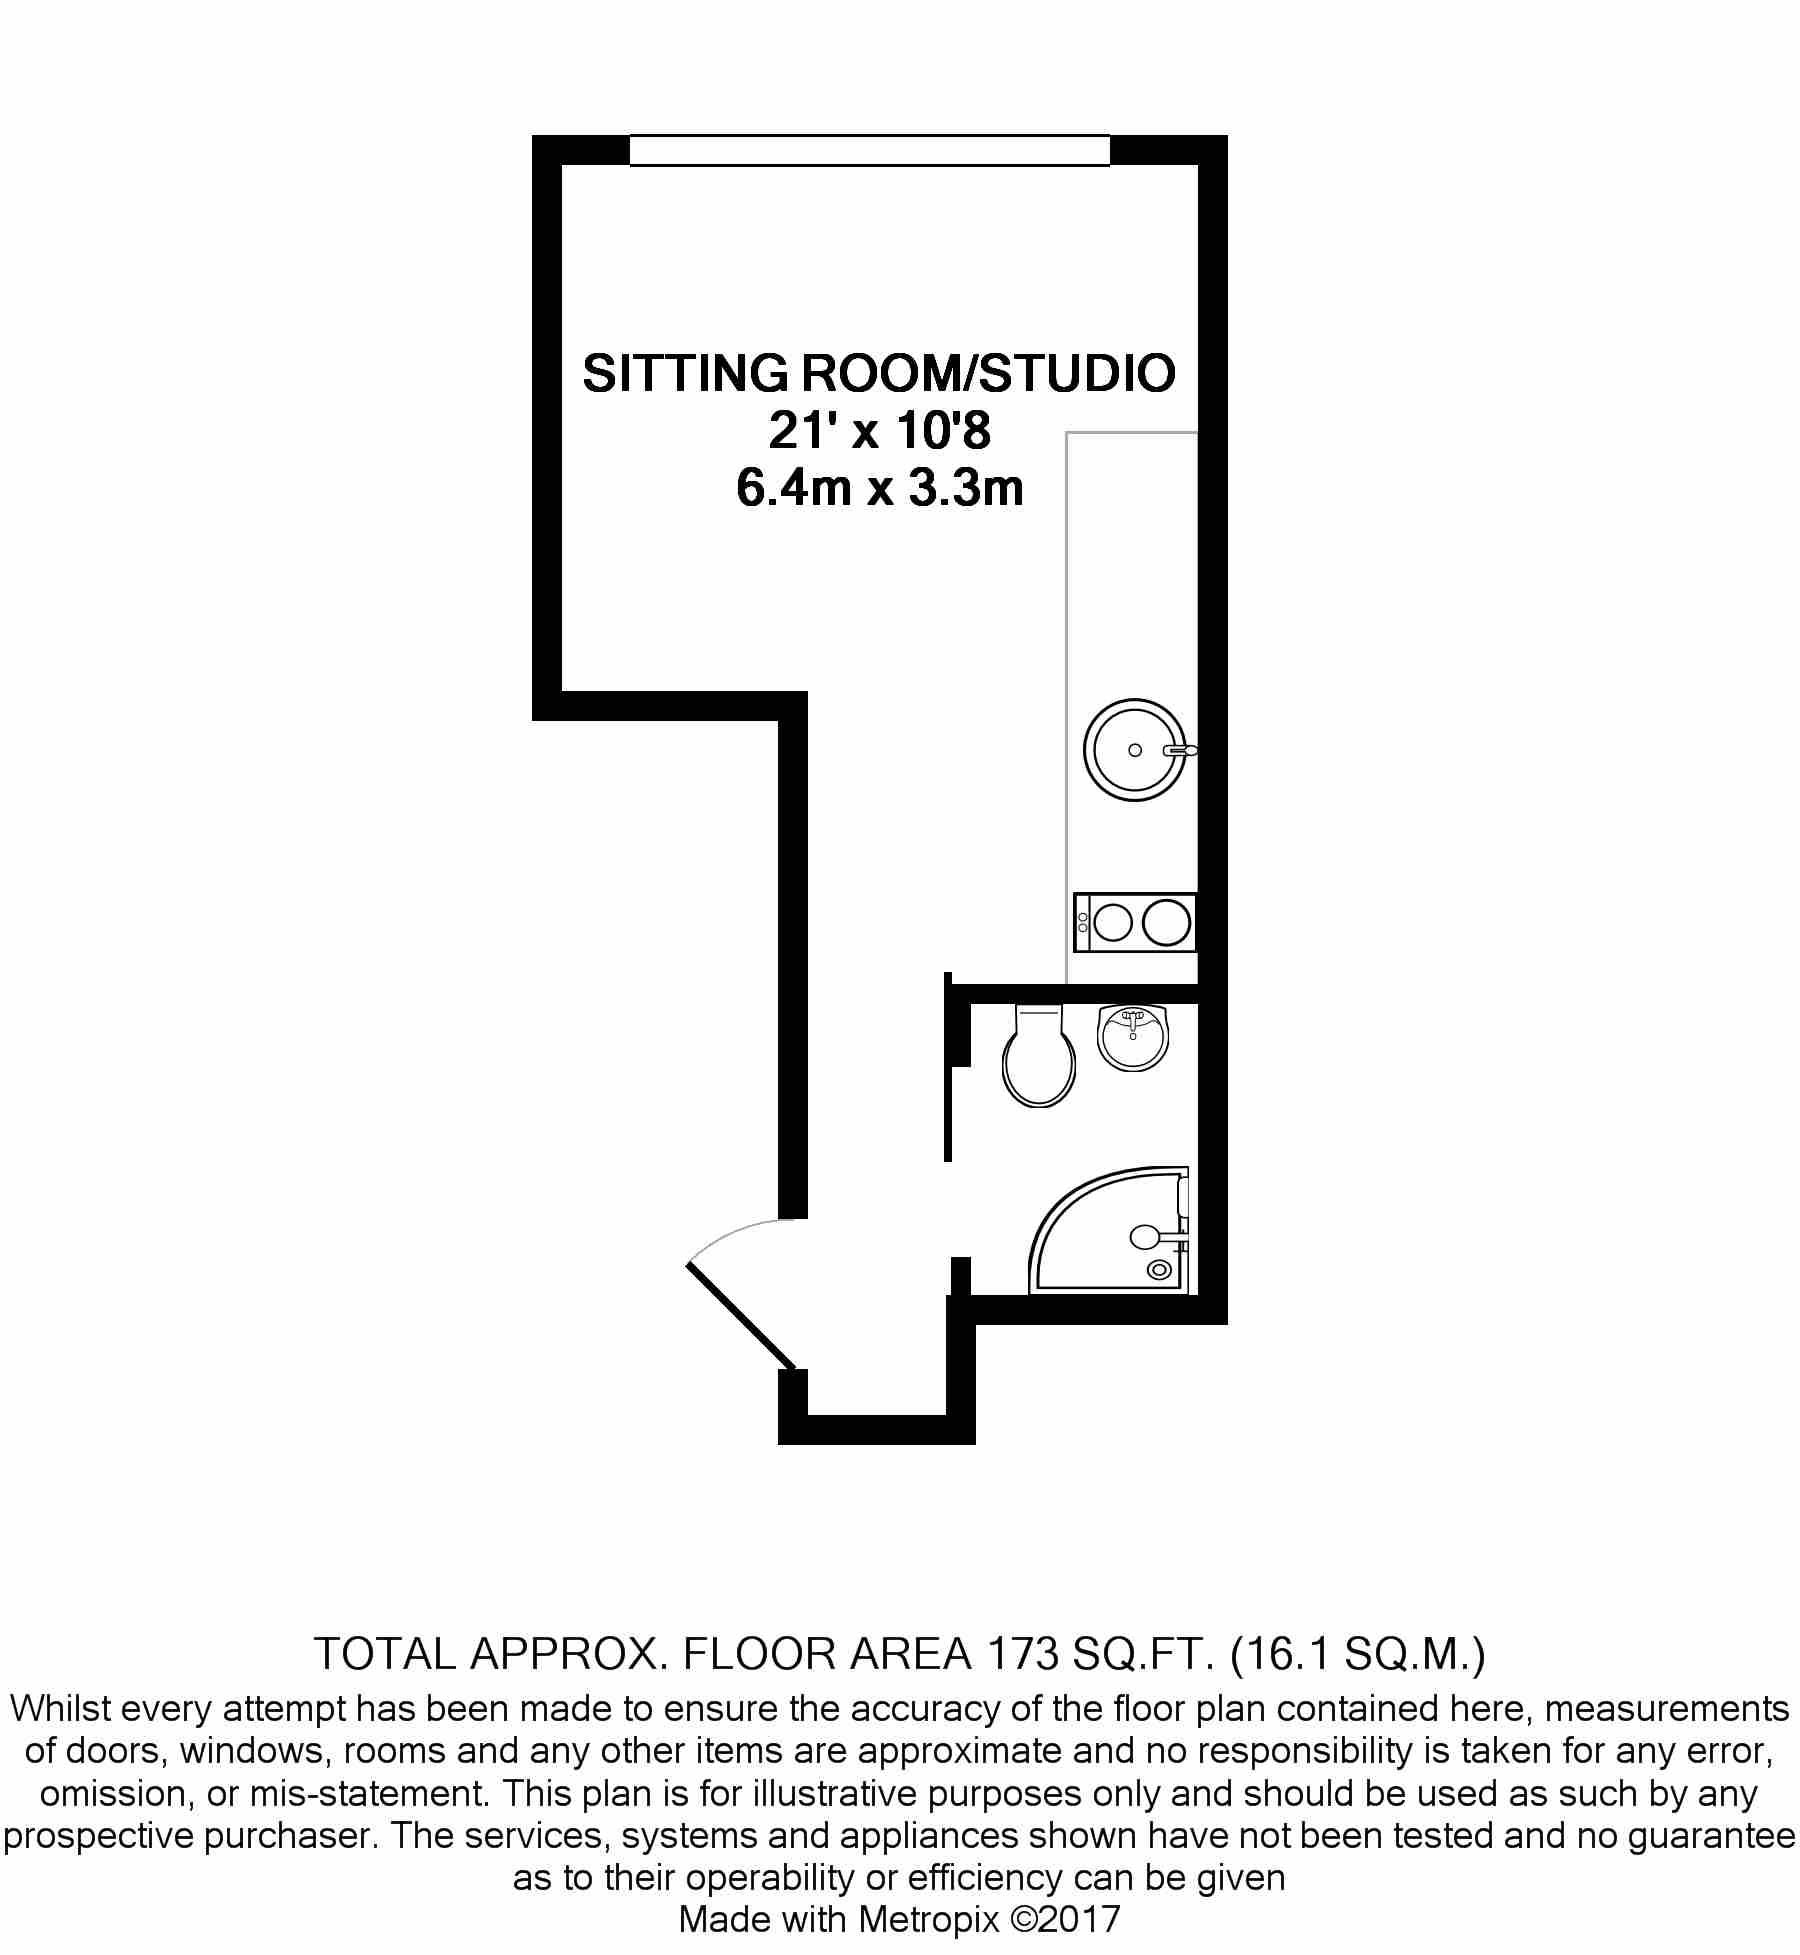 SITTING ROOM/STUDIO
21' x 10'8
6.4m x 3.3m
TOTAL APPROX. FLOOR AREA 173 SQ.FT. (16.1 SQ.M.)
Whilst every attempt has been made to ensure the accuracy of the floor plan contained here, measurements
of doors, windows, rooms and any other items are approximate and no responsibility is taken for any error,
omission, or mis-statement. This plan is for illustrative purposes only and should be used as such by any
prospective purchaser. The services, systems and appliances shown have not been tested and no guarantee
as to their operability or efficiency can be given
Made with Metropix ©2017